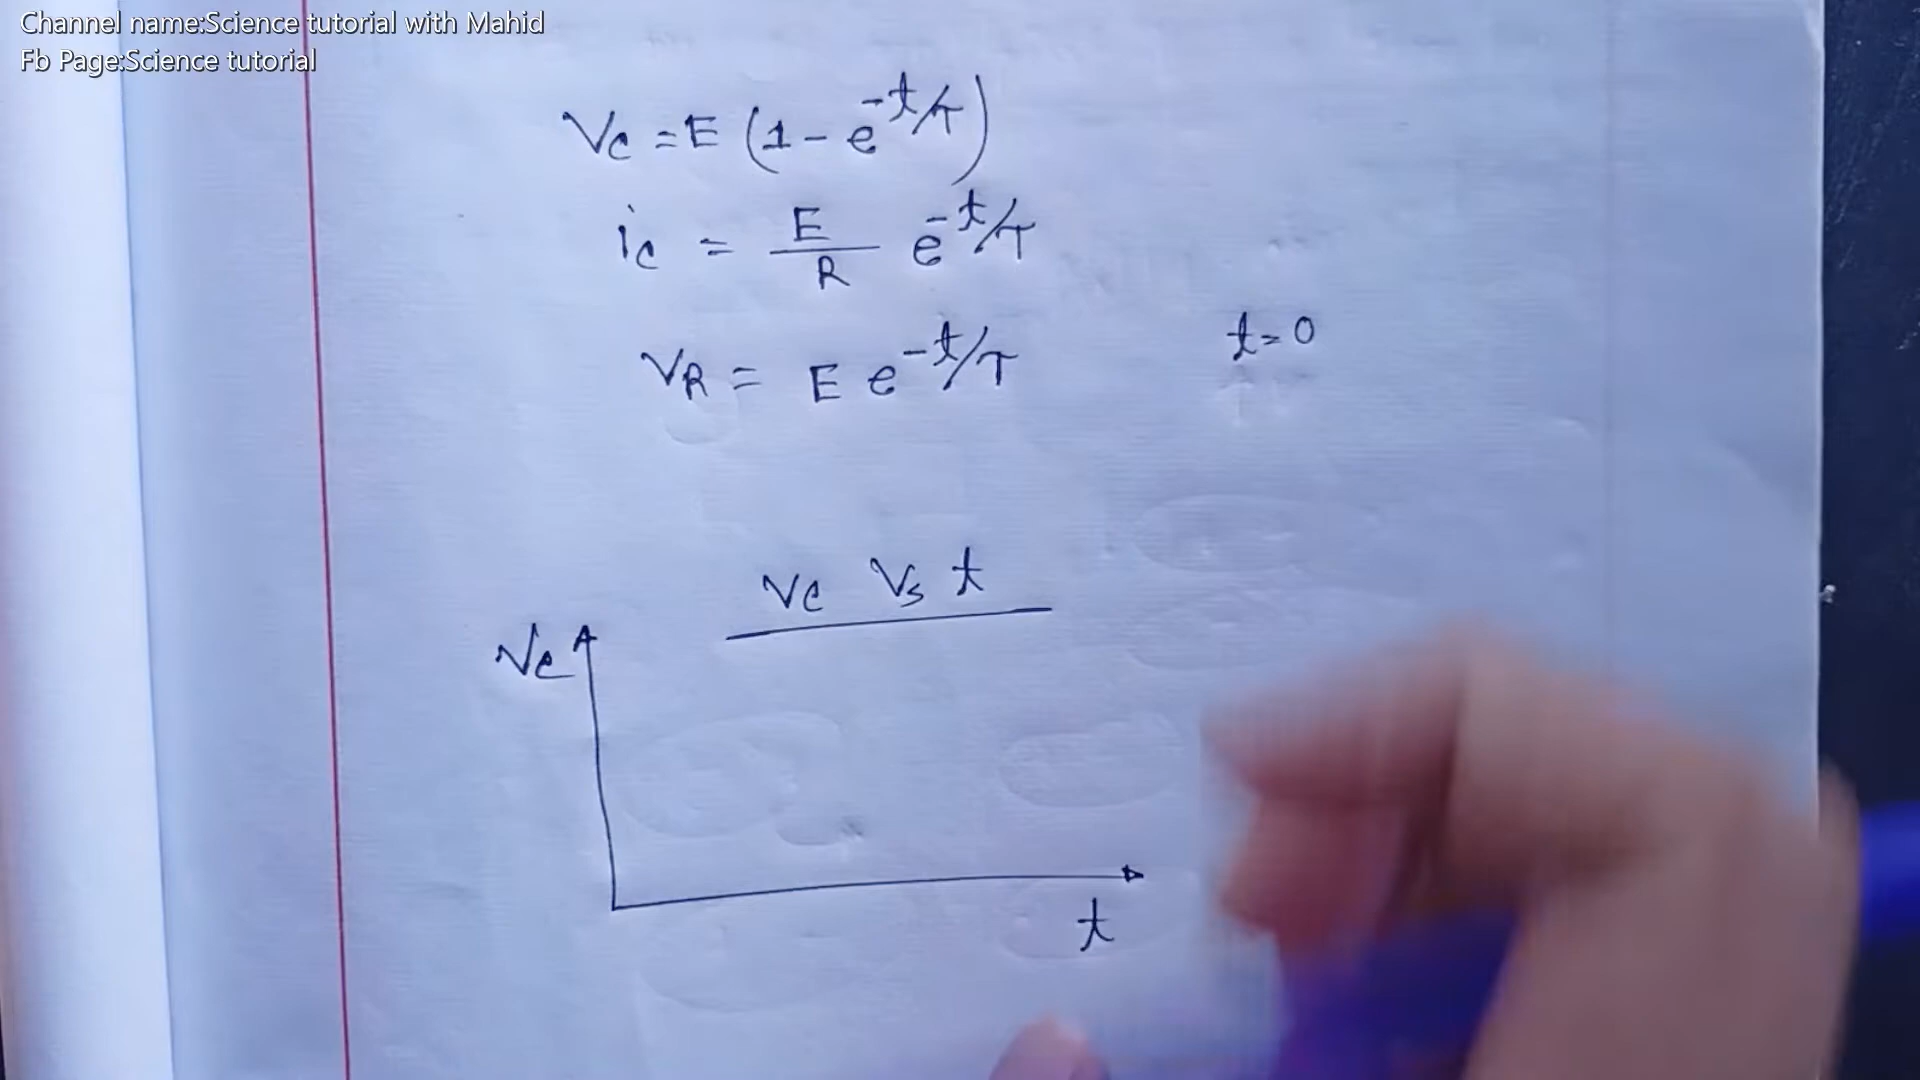 Channel name:Science tutorial with Mahid
Fb Page:Science tutorial
Vc = E (1 - e^-t/τ)
ic = E/R e^-t/τ
VR = E e^-t/τ
t = 0
Vc Vs t
Vc
t